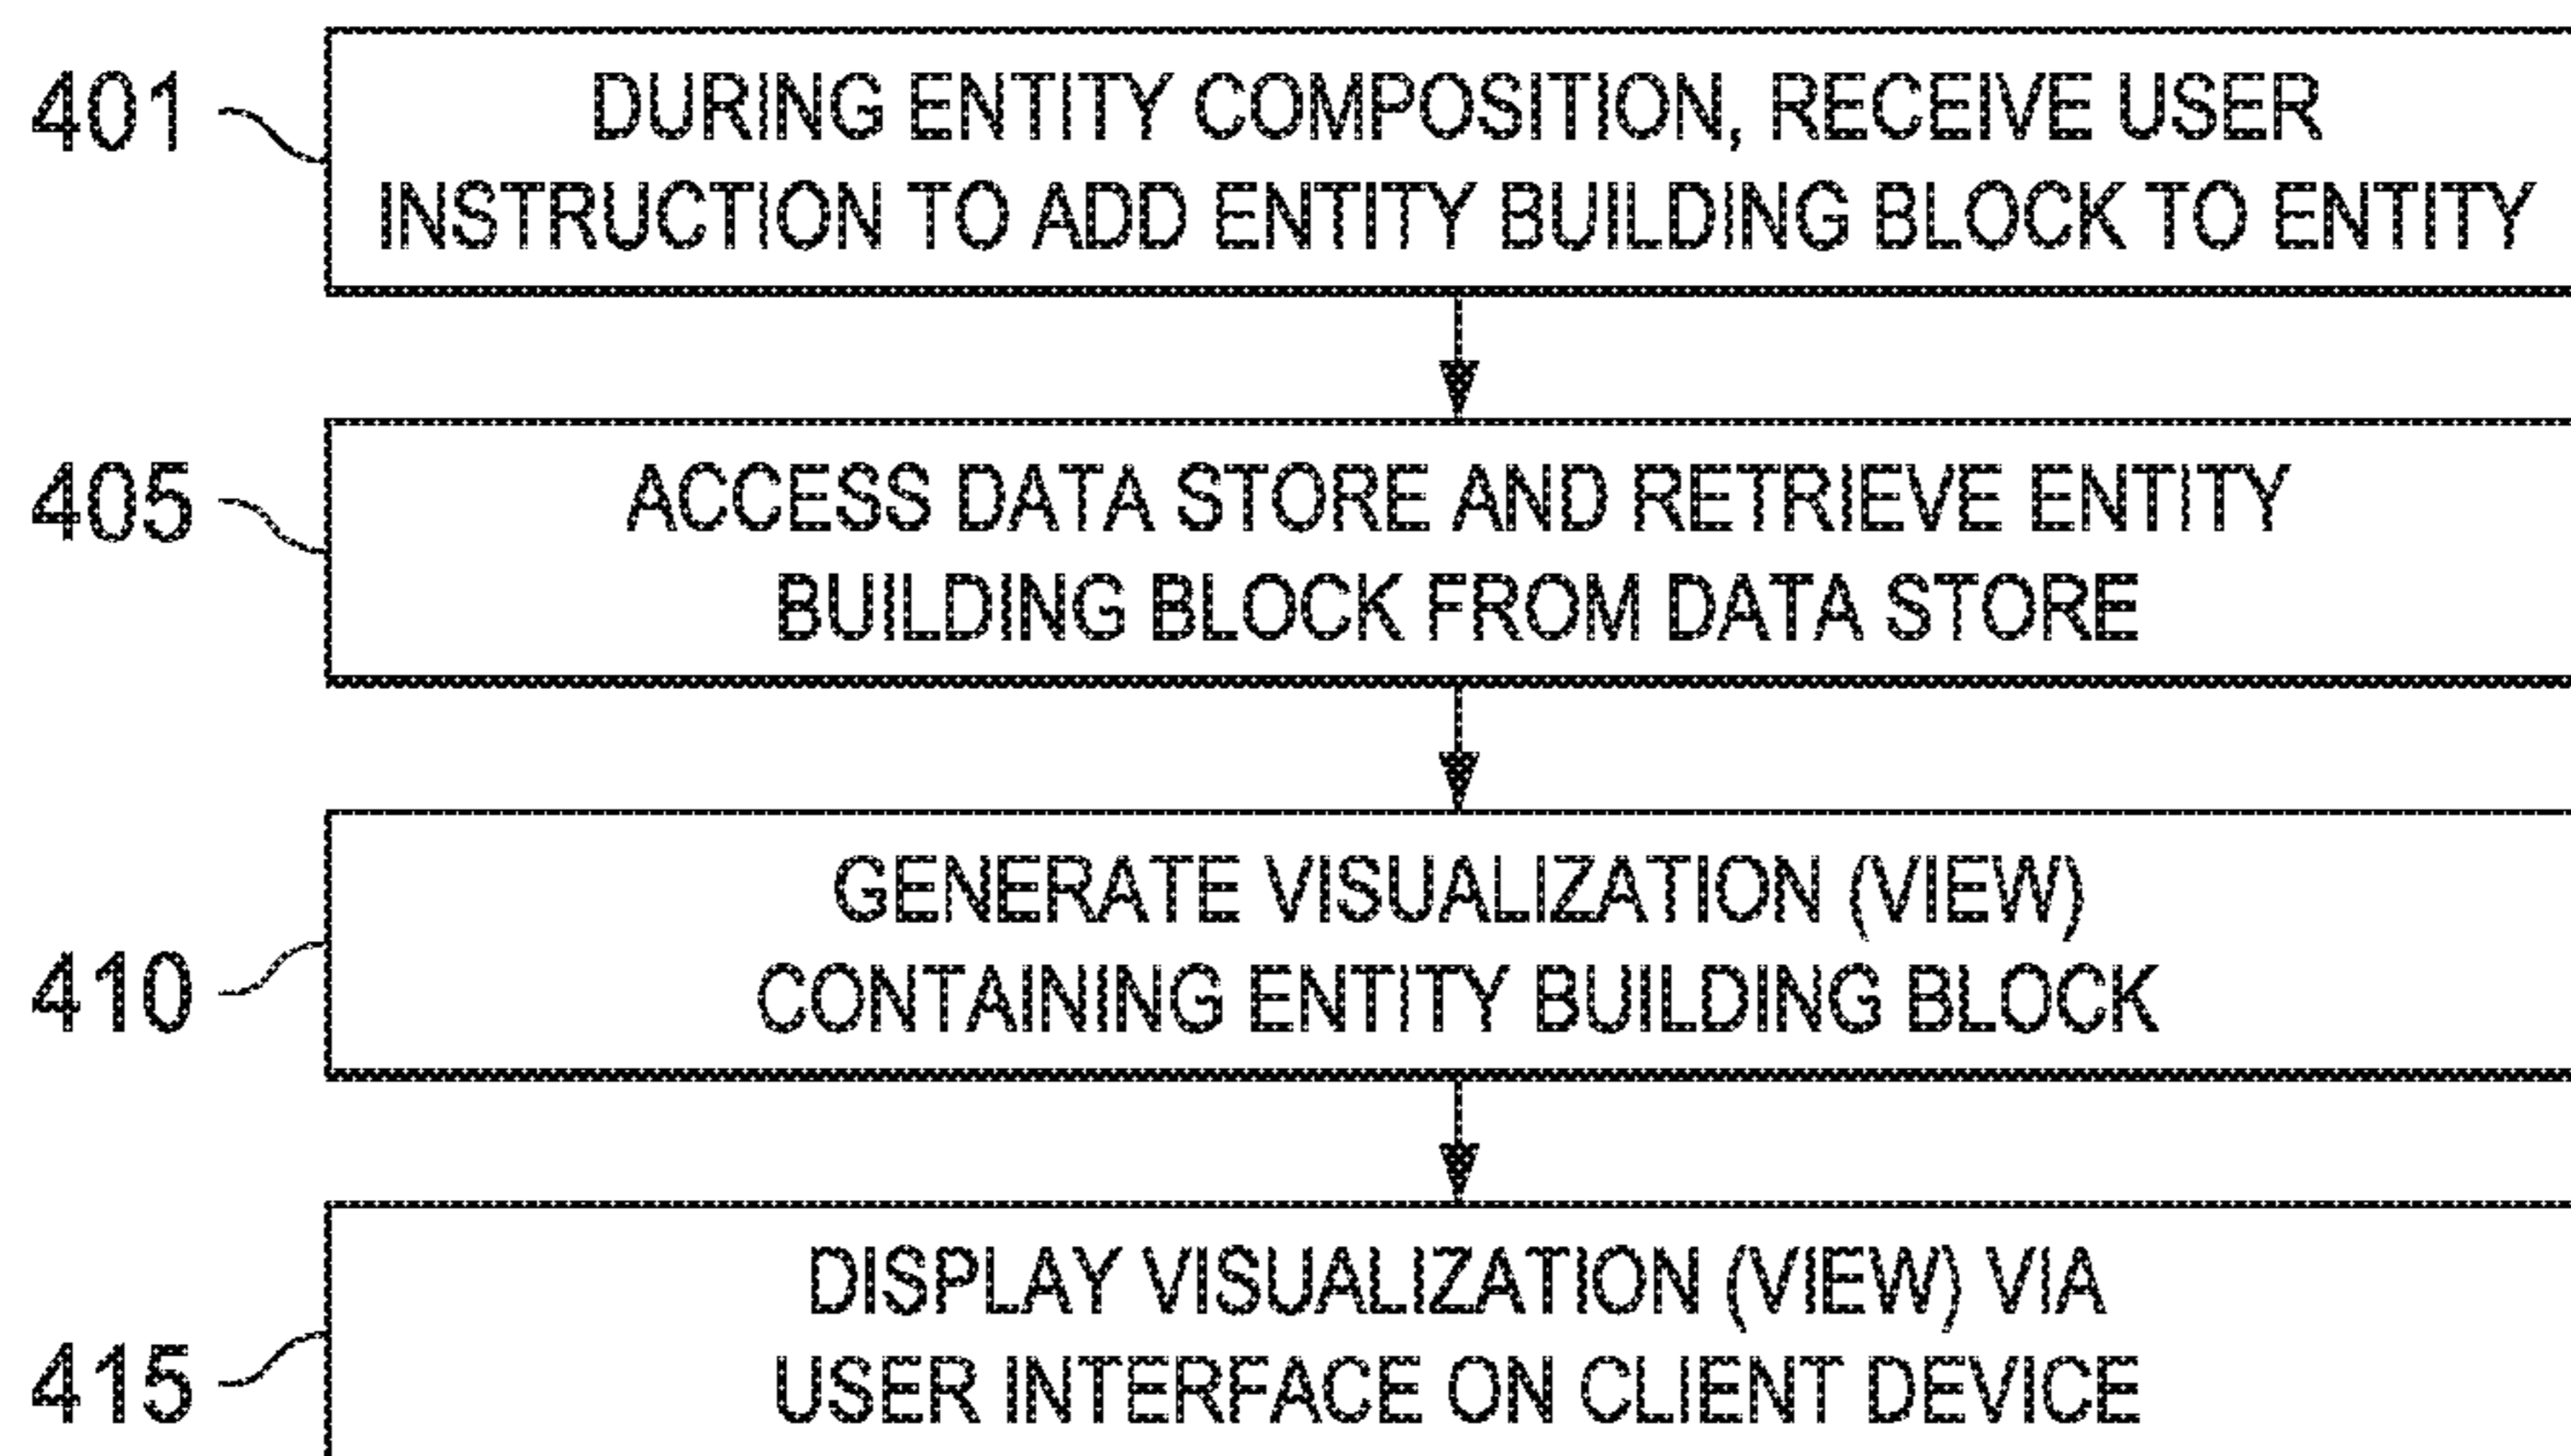 401
DURING ENTITY COMPOSITION, RECEIVE USER
INSTRUCTION TO ADD ENTITY BUILDING BLOCK TO ENTITY
405
ACCESS DATA STORE AND RETRIEVE ENTITY
BUILDING BLOCK FROM DATA STORE
410
GENERATE VISUALIZATION (VIEW)
CONTAINING ENTITY BUILDING BLOCK
415
DISPLAY VISUALIZATION (VIEW) VIA
USER INTERFACE ON CLIENT DEVICE